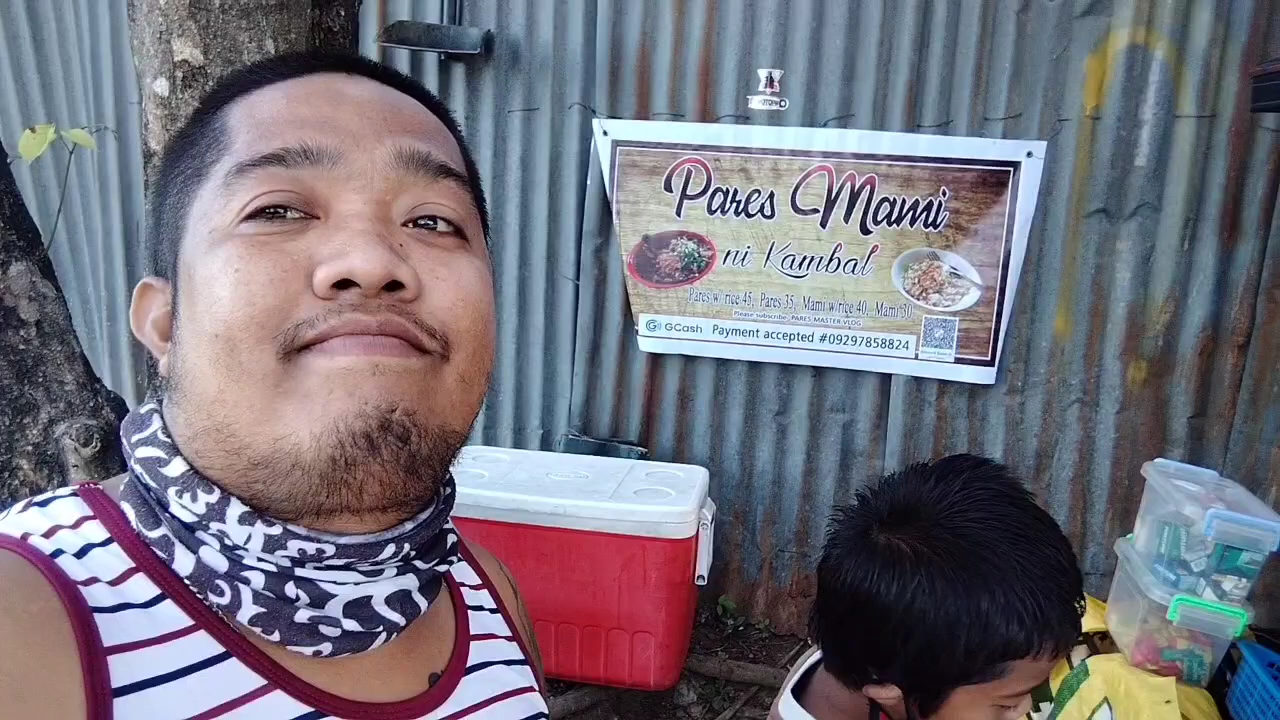 Pares Mami
ni Kambal
Pares w/ rice 45, Pares 35, Mami w/rice 40, Mami 30
Please subscribe PARES MASTER VLOG
GCash Payment accepted #09297858824